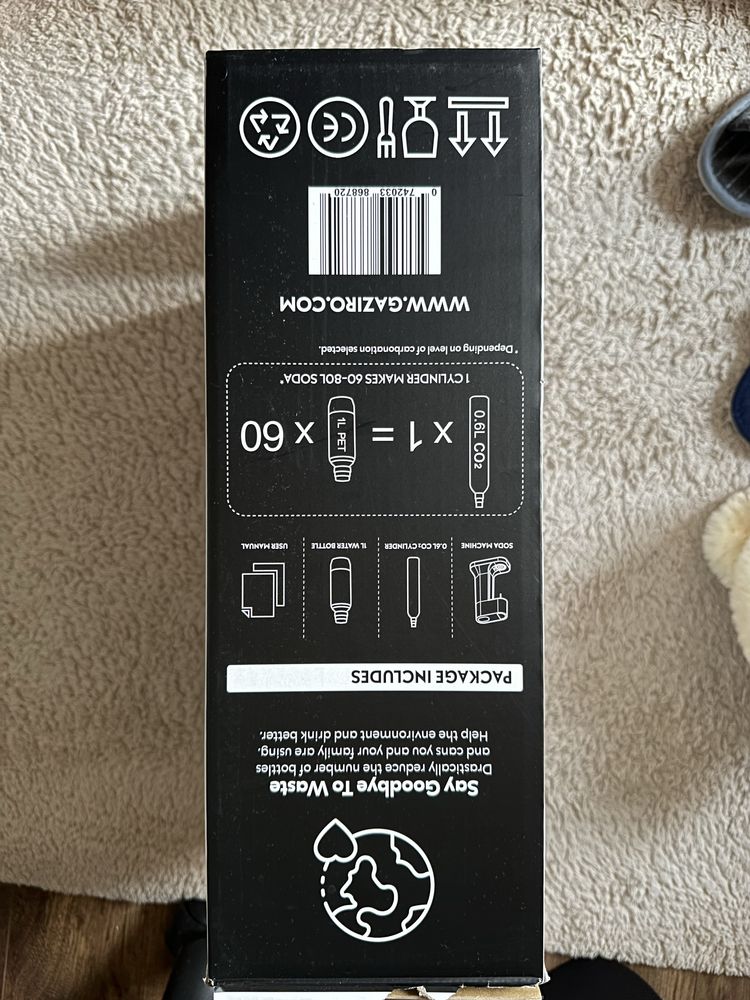 Say Goodbye To Waste
Drastically reduce the number of bottles
and cans you and your family are using.
Help the environment and drink better.
PACKAGE INCLUDES
SODA MACHINE
0.6L CO₂ CYLINDER
1L WATER BOTTLE
USER MANUAL
0.6L CO₂
x 1 =
1L PET
x 60
1 CYLINDER MAKES 60-80L SODA*
*Depending on level of carbonation selected.
WWW.GAZIRO.COM
0 742033 868720
CE